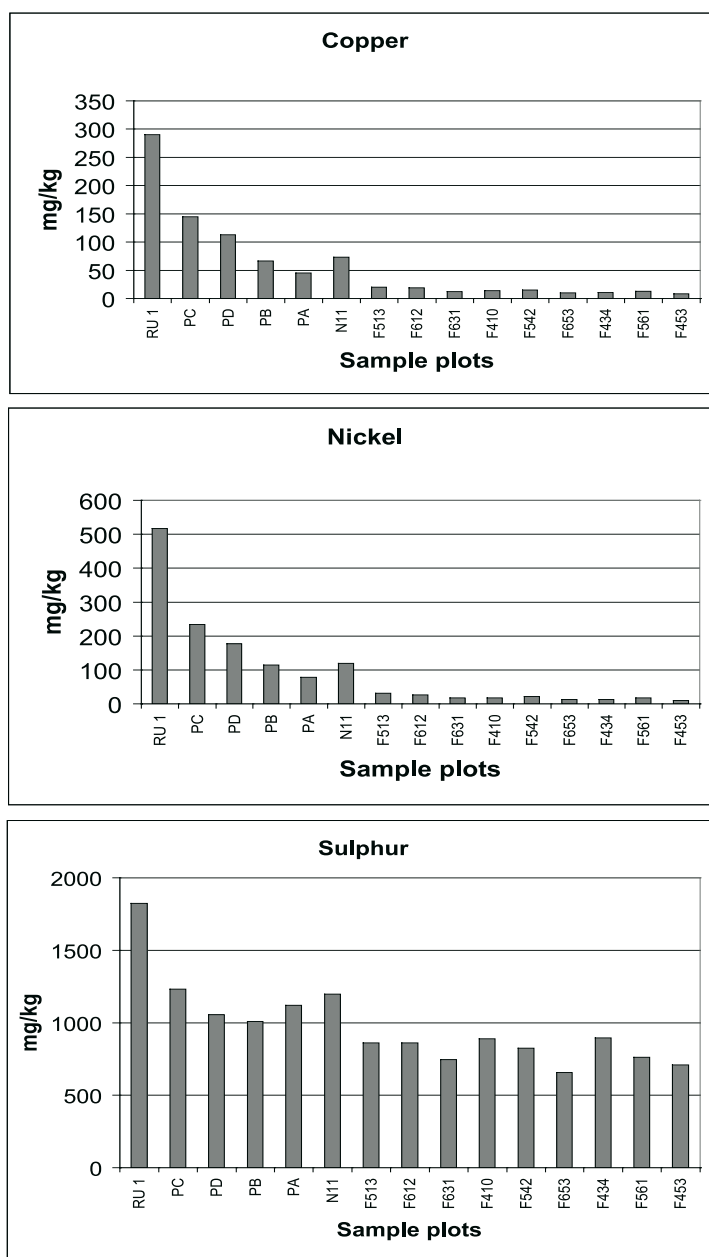 Copper
350
300
250
200
150
100
50
0
mg/kg
RU 1 PC PD PB PA N11 F513 F612 F631 F410 F542 F653 F434 F561 F453
Sample plots
Nickel
600
500
400
300
200
100
0
mg/kg
RU 1 PC PD PB PA N11 F513 F612 F631 F410 F542 F653 F434 F561 F453
Sample plots
Sulphur
2000
1500
1000
500
0
mg/kg
RU 1 PC PD PB PA N11 F513 F612 F631 F410 F542 F653 F434 F561 F453
Sample plots